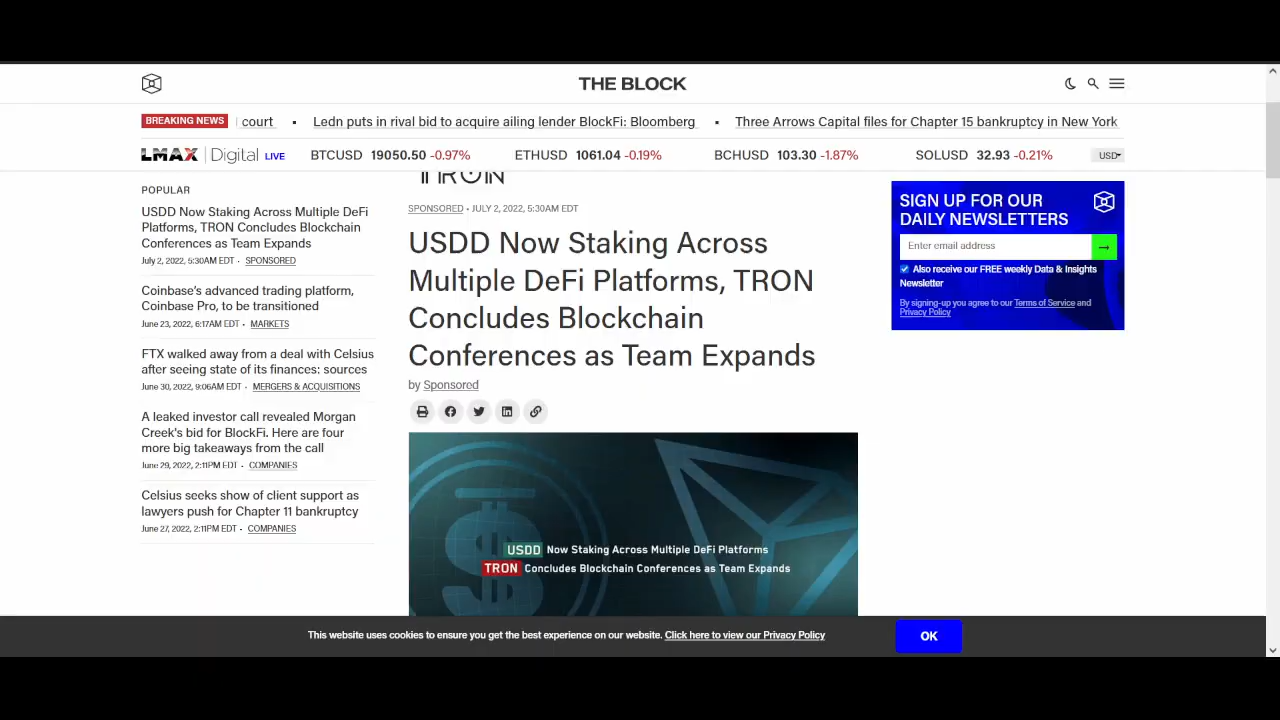 THE BLOCK
BREAKING NEWS court ▪ Ledn puts in rival bid to acquire ailing lender BlockFi: Bloomberg ▪ Three Arrows Capital files for Chapter 15 bankruptcy in New York
LMAX Digital LIVE BTCUSD 19050.50 -0.97% ETHUSD 1061.04 -0.19% BCHUSD 103.30 -1.87% SOLUSD 32.93 -0.21% USD
POPULAR
USDD Now Staking Across Multiple DeFi
Platforms, TRON Concludes Blockchain
Conferences as Team Expands
July 2, 2022, 5:30AM EDT · SPONSORED
Coinbase's advanced trading platform,
Coinbase Pro, to be transitioned
June 23, 2022, 6:17AM EDT · MARKETS
FTX walked away from a deal with Celsius
after seeing state of its finances: sources
June 30, 2022, 9:06AM EDT · MERGERS & ACQUISITIONS
A leaked investor call revealed Morgan
Creek's bid for BlockFi. Here are four
more big takeaways from the call
June 29, 2022, 2:11PM EDT · COMPANIES
Celsius seeks show of client support as
lawyers push for Chapter 11 bankruptcy
June 27, 2022, 2:11PM EDT · COMPANIES
TRON
SPONSORED • JULY 2, 2022, 5:30AM EDT
USDD Now Staking Across
Multiple DeFi Platforms, TRON
Concludes Blockchain
Conferences as Team Expands
by Sponsored
USDD Now Staking Across Multiple DeFi Platforms
TRON Concludes Blockchain Conferences as Team Expands
SIGN UP FOR OUR
DAILY NEWSLETTERS
Enter email address →
Also receive our FREE weekly Data & Insights
Newsletter
By signing-up you agree to our Terms of Service and
Privacy Policy
This website uses cookies to ensure you get the best experience on our website. Click here to view our Privacy Policy OK